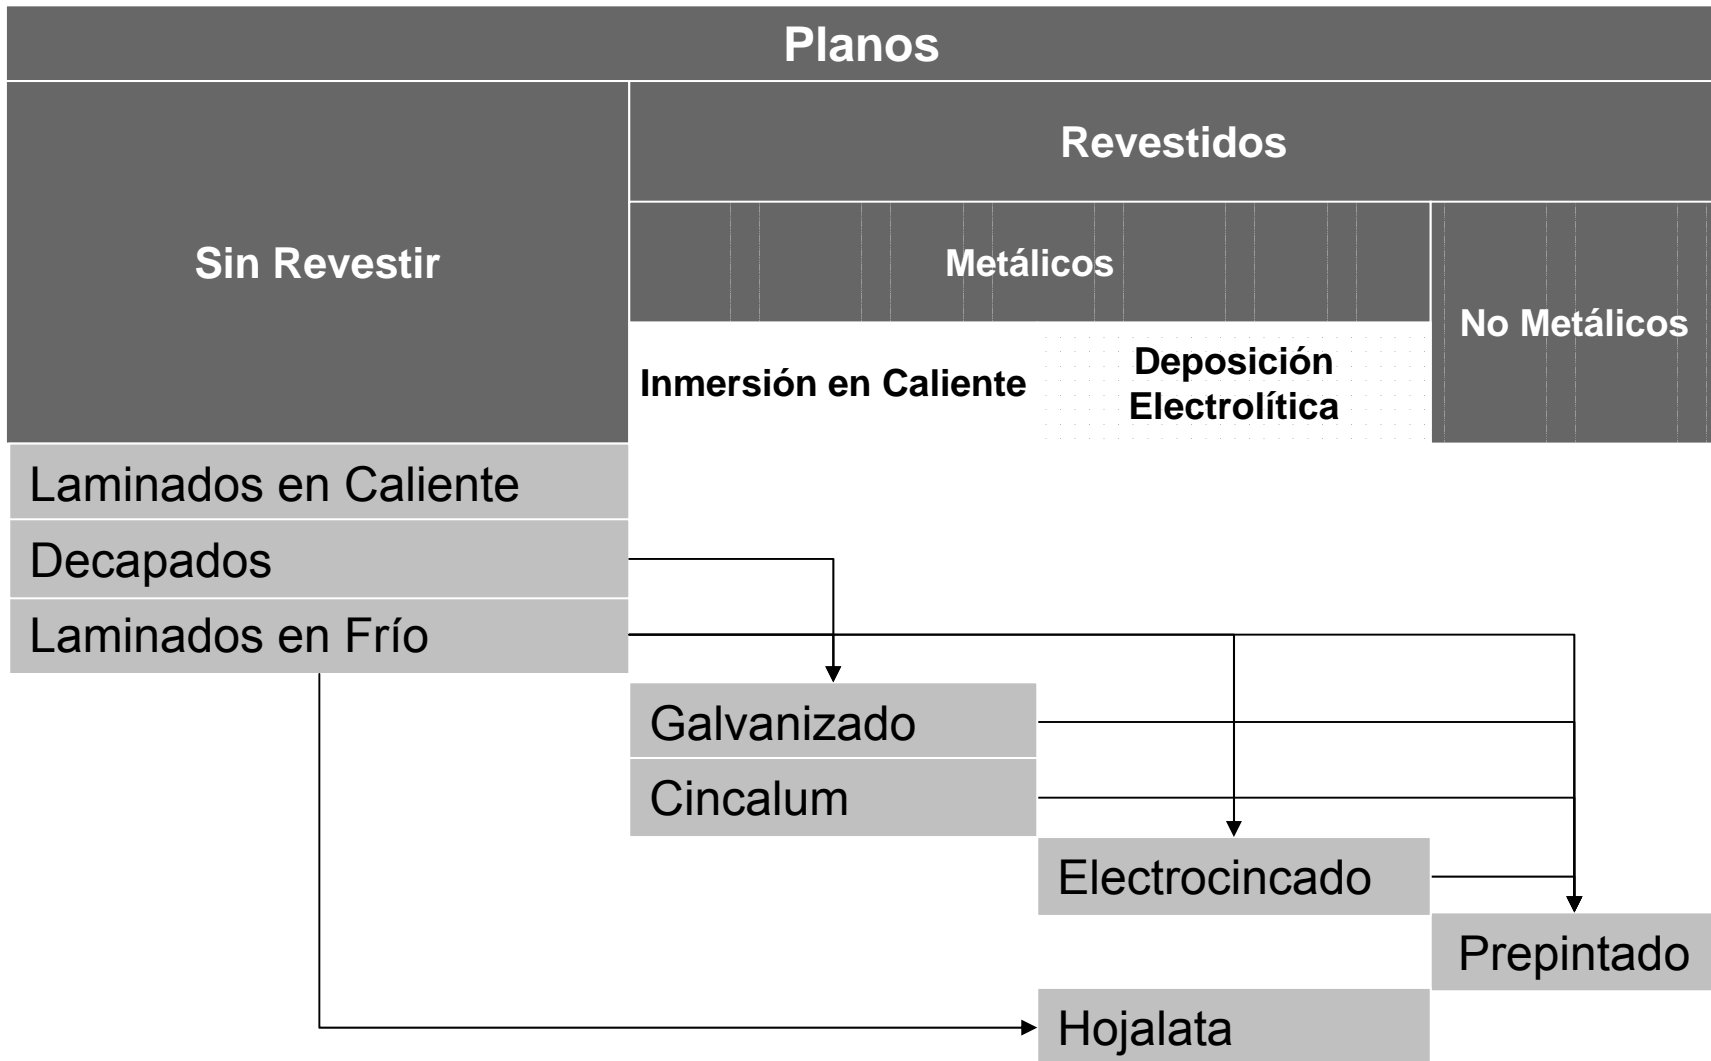 Planos
Revestidos
Sin Revestir
Metálicos
No Metálicos
Inmersión en Caliente
Deposición
Electrolítica
Laminados en Caliente
Decapados
Laminados en Frío
Galvanizado
Cincalum
Electrocincado
Prepintado
Hojalata